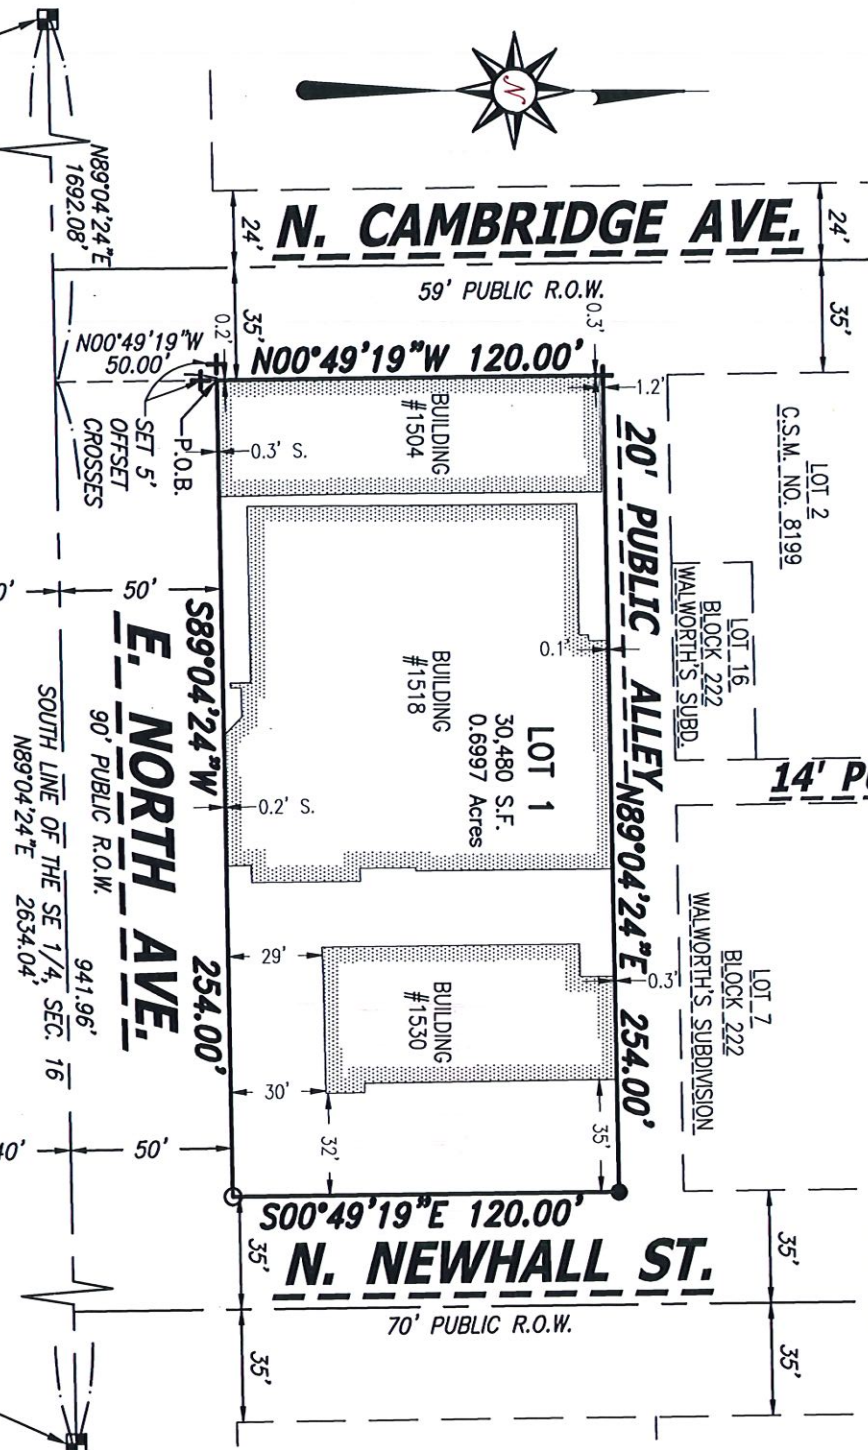 N
N. CAMBRIDGE AVE.
24'
24'
59' PUBLIC R.O.W.
35'
35'
N89°04'24"E
1692.08'
N00°49'19"W
50.00'
0.2'
N00°49'19"W 120.00'
0.3'
1.2'
SET 5'
OFFSET
CROSSES
P.O.B.
0.3' S.
BUILDING
#1504
LOT 2
C.S.M. NO. 8199
20' PUBLIC ALLEY
LOT 16
BLOCK 222
WALWORTH'S SUBD.
14' P
50'
0'
S89°04'24"W 254.00'
BUILDING
#1518
0.1'
LOT 1
30,480 S.F.
0.6997 Acres
0.2' S.
E. NORTH AVE.
90' PUBLIC R.O.W.
941.96'
SOUTH LINE OF THE SE 1/4, SEC. 16
N89°04'24"E 2634.04'
N89°04'24"E 254.00'
29'
BUILDING
#1530
0.3'
LOT 7
BLOCK 222
WALWORTH'S SUBDIVISION
30'
32'
35'
40'
50'
S00°49'19"E 120.00'
35'
35'
N. NEWHALL ST.
70' PUBLIC R.O.W.
35'
35'